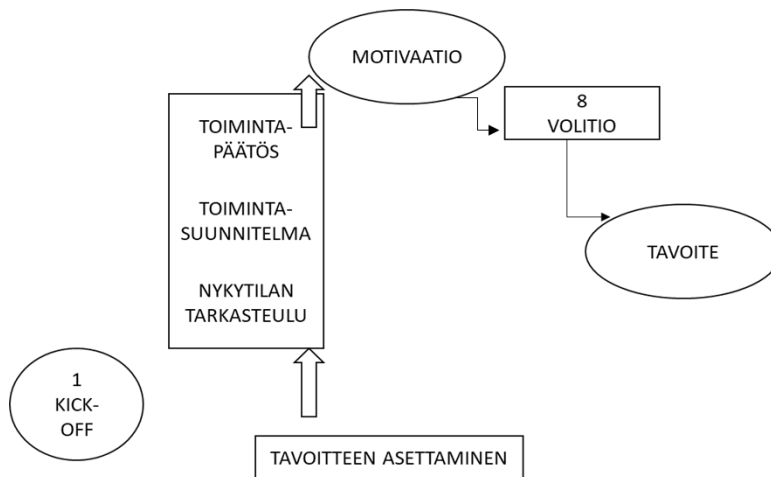 MOTIVAATIO
8
VOLITIO
TOIMINTA-
PÄÄTÖS
TOIMINTA-
SUUNNITELMA
NYKYTILAN
TARKASTEULU
TAVOITE
1
KICK-
OFF
TAVOITTEEN ASETTAMINEN